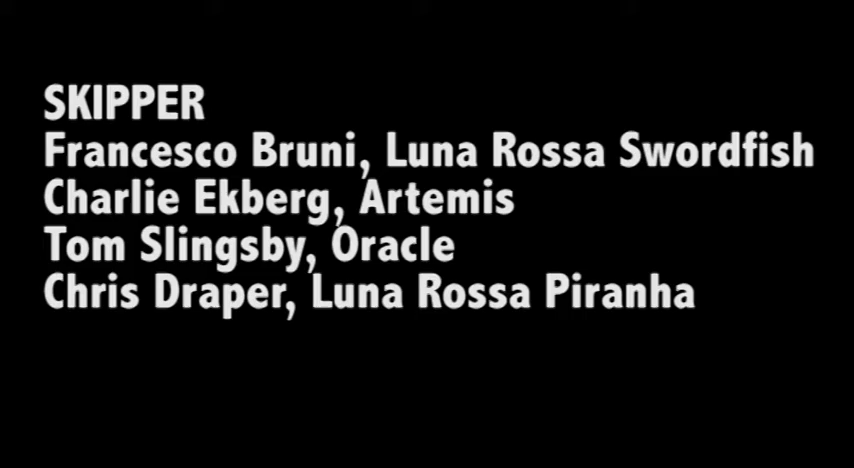 SKIPPER
Francesco Bruni, Luna Rossa Swordfish
Charlie Ekberg, Artemis
Tom Slingsby, Oracle
Chris Draper, Luna Rossa Piranha